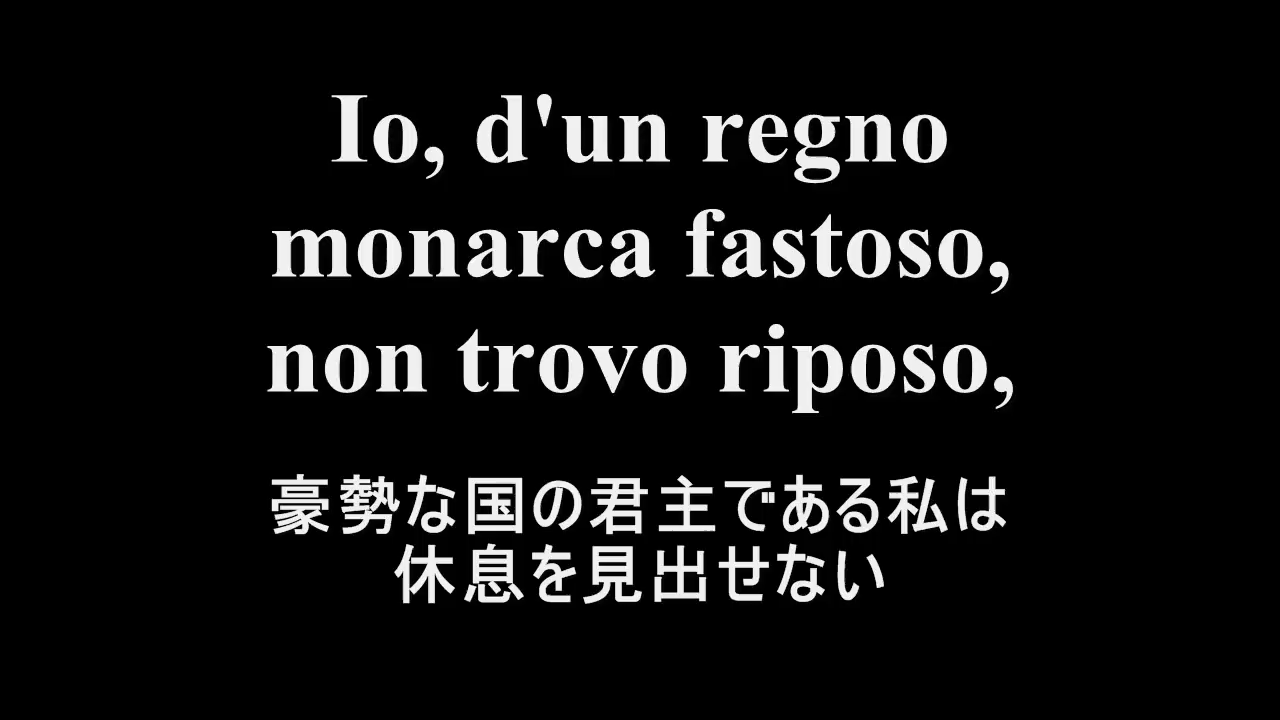 Io, d'un regno
monarca fastoso,
non trovo riposo,
豪勢な国の君主である私は
休息を見出せない